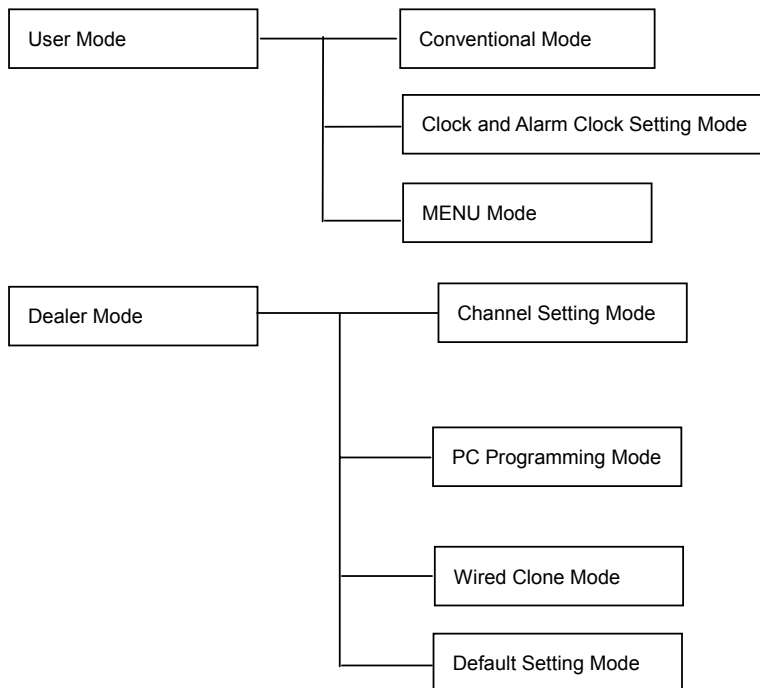 User Mode
Conventional Mode
Clock and Alarm Clock Setting Mode
MENU Mode
Dealer Mode
Channel Setting Mode
PC Programming Mode
Wired Clone Mode
Default Setting Mode